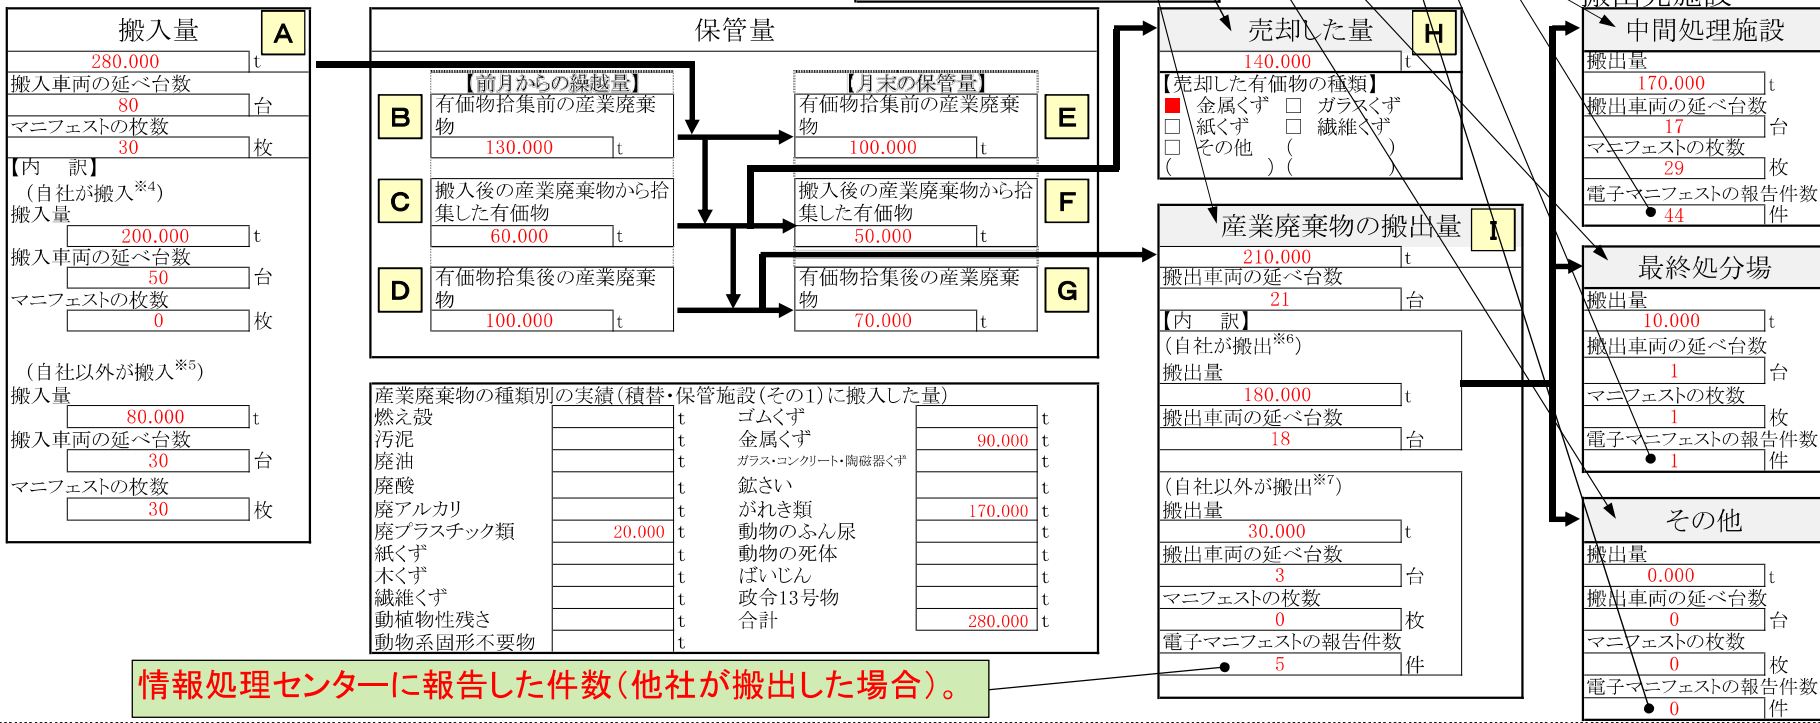 搬入量 A
280.000 t
搬入車両の延べ台数
80 台
マニフェストの枚数
30 枚
【内　訳】
(自社が搬入※4)
搬入量
200.000 t
搬入車両の延べ台数
50 台
マニフェストの枚数
0 枚
(自社以外が搬入※5)
搬入量
80.000 t
搬入車両の延べ台数
30 台
マニフェストの枚数
30 枚
保管量
【前月からの繰越量】
B 有価物拾集前の産業廃棄
物
130.000 t
C 搬入後の産業廃棄物から拾
集した有価物
60.000 t
D 有価物拾集後の産業廃棄
物
100.000 t
【月末の保管量】
有価物拾集前の産業廃棄 E
物
100.000 t
搬入後の産業廃棄物から拾 F
集した有価物
50.000 t
有価物拾集後の産業廃棄 G
物
70.000 t
産業廃棄物の種類別の実績(積替・保管施設(その1)に搬入した量)
燃え殻 t ゴムくず t
汚泥 t 金属くず 90.000 t
廃油 t ガラス・コンクリート・陶磁器くず t
廃酸 t 鉱さい t
廃アルカリ t がれき類 170.000 t
廃プラスチック類 20.000 t 動物のふん尿 t
紙くず t 動物の死体 t
木くず t ばいじん t
繊維くず t 政令13号物 t
動植物性残さ t 合計 280.000 t
動物系固形不要物 t
情報処理センターに報告した件数(他社が搬出した場合)。
売却した量 H
140.000 t
【売却した有価物の種類】
■ 金属くず □ ガラスくず
□ 紙くず □ 繊維くず
□ その他 ( )
( ) ( )
産業廃棄物の搬出量 I
210.000 t
搬出車両の延べ台数
21 台
【内　訳】
(自社が搬出※6)
搬出量
180.000 t
搬出車両の延べ台数
18 台
(自社以外が搬出※7)
搬出量
30.000 t
搬出車両の延べ台数
3 台
マニフェストの枚数
0 枚
電子マニフェストの報告件数
5 件
中間処理施設
搬出量
170.000 t
搬出車両の延べ台数
17 台
マニフェストの枚数
29 枚
電子マニフェストの報告件数
44 件
最終処分場
搬出量
10.000 t
搬出車両の延べ台数
1 台
マニフェストの枚数
1 枚
電子マニフェストの報告件数
1 件
その他
搬出量
0.000 t
搬出車両の延べ台数
0 台
マニフェストの枚数
0 枚
電子マニフェストの報告件数
0 件